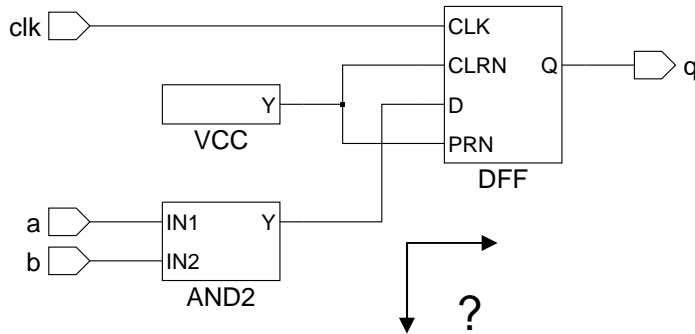 clk
CLK
CLRN
Q
q
Y
D
VCC
PRN
DFF
a
IN1
Y
b
IN2
AND2
?